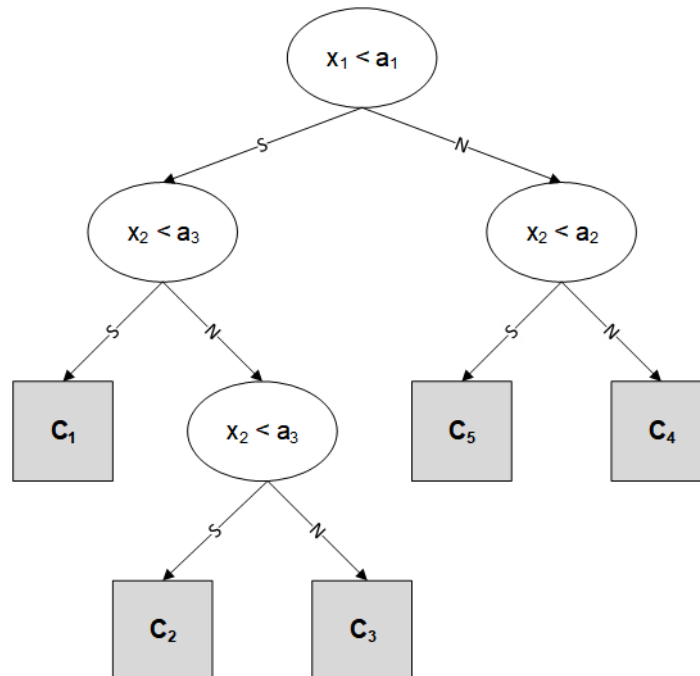 x₁ < a₁
S
N
x₂ < a₃
x₂ < a₂
S
N
S
N
C₁
x₂ < a₃
C₅
C₄
S
N
C₂
C₃